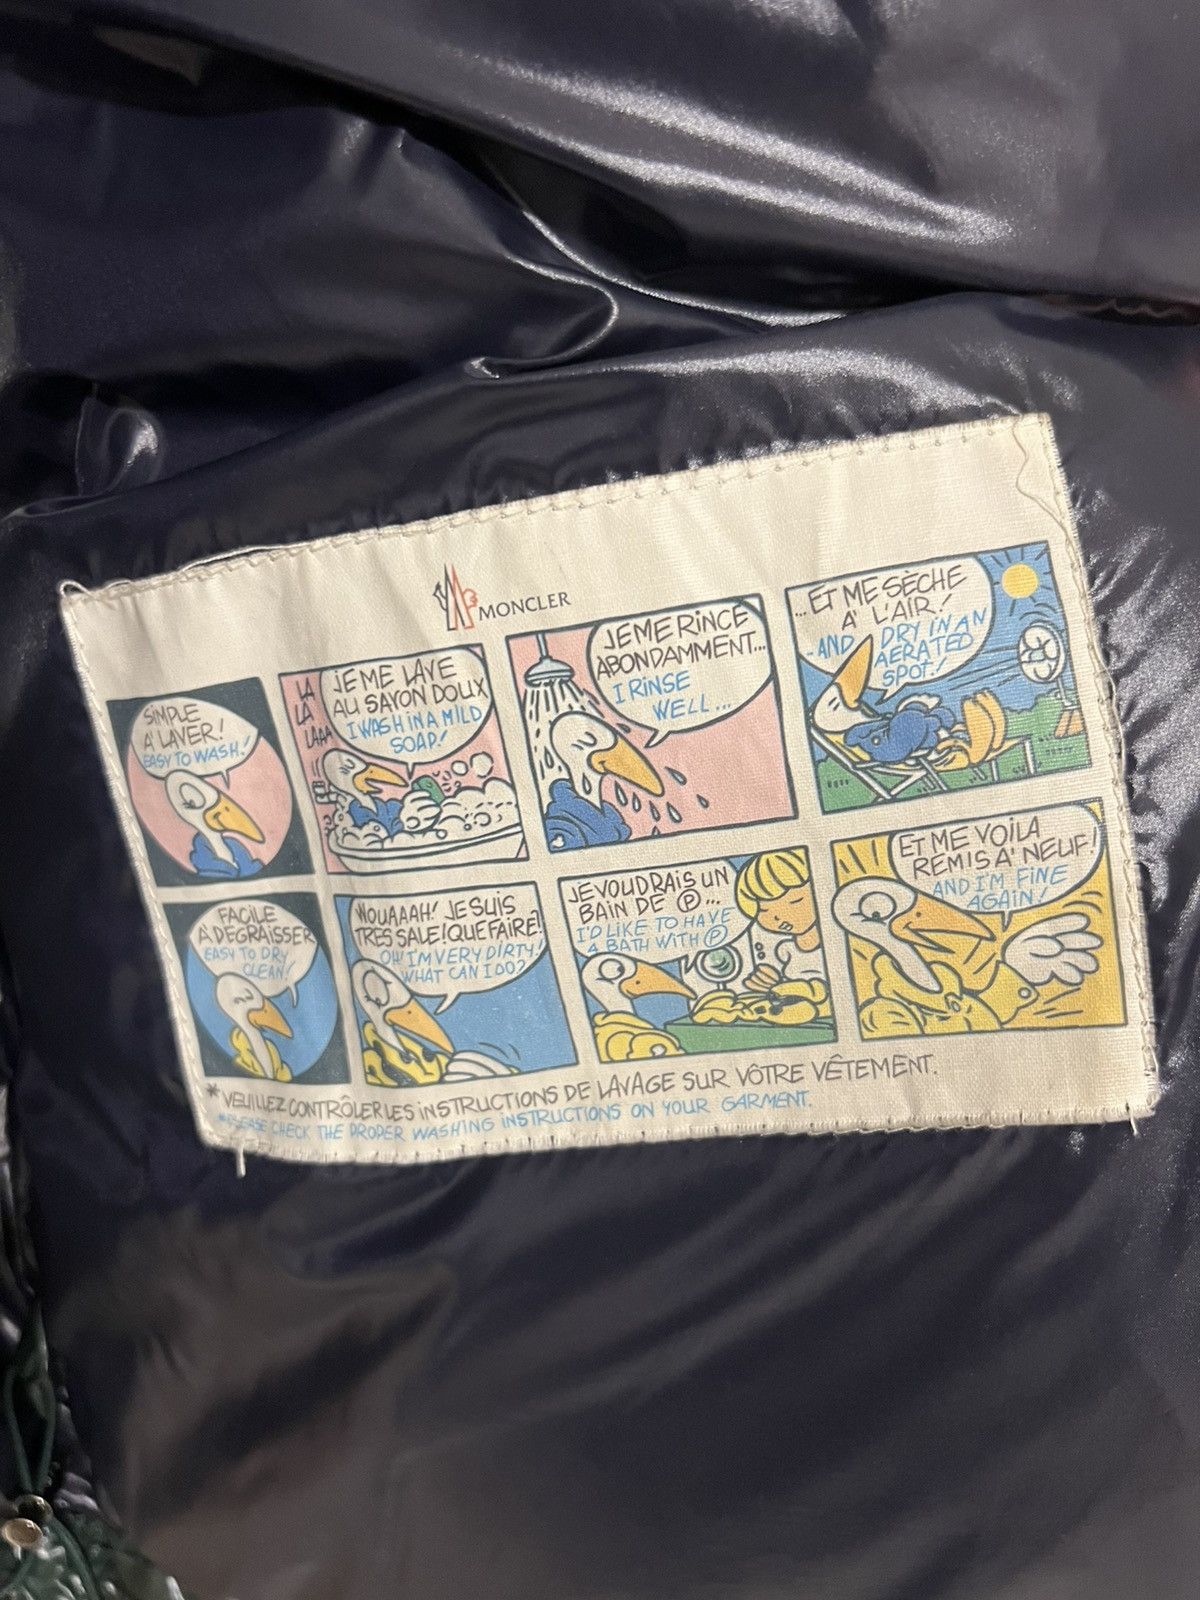 MONCLER
SIMPLE
A' LAVER!
EASY TO WASH!
LA
LA
LAAA
JE ME LAVE
AU SAVON DOUX
I WASH IN A MILD
SOAP!
JE ME RINCE
ABONDAMMENT...
I RINSE
WELL...
...ET ME SÈCHE
A' L'AIR!
..AND DRY IN AN
AERATED
SPOT!
FACILE
A' DEGRAISSER
EASY TO DRY
CLEAN!
WOUAAAH! JE SUIS
TRES SALE! QUE FAIRE!
OH! I'M VERY DIRTY!
WHAT CAN I DO?
JE VOUDRAIS UN
BAIN DE Ⓟ...
I'D LIKE TO HAVE
A BATH WITH Ⓟ
ET ME VOILA
REMIS A' NEUF!
AND I'M FINE
AGAIN!
* VEUILLEZ CONTRÔLER LES INSTRUCTIONS DE LAVAGE SUR VÔTRE VÊTEMENT.
*PLEASE CHECK THE PROPER WASHING INSTRUCTIONS ON YOUR GARMENT.